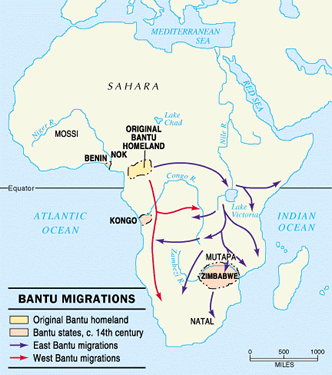 MEDITERRANEAN
SEA
SAHARA
RED SEA
Nile R.
Lake
Chad
Niger R.
MOSSI
ORIGINAL
BANTU
HOMELAND
NOK
BENIN
Equator
Congo R.
Lake
Victoria
KONGO
ATLANTIC
OCEAN
INDIAN
OCEAN
Zambezi R.
MUTAPA
ZIMBABWE
NATAL
BANTU MIGRATIONS
Original Bantu homeland
Bantu states, c. 14th century
East Bantu migrations
West Bantu migrations
0 500 1000
MILES